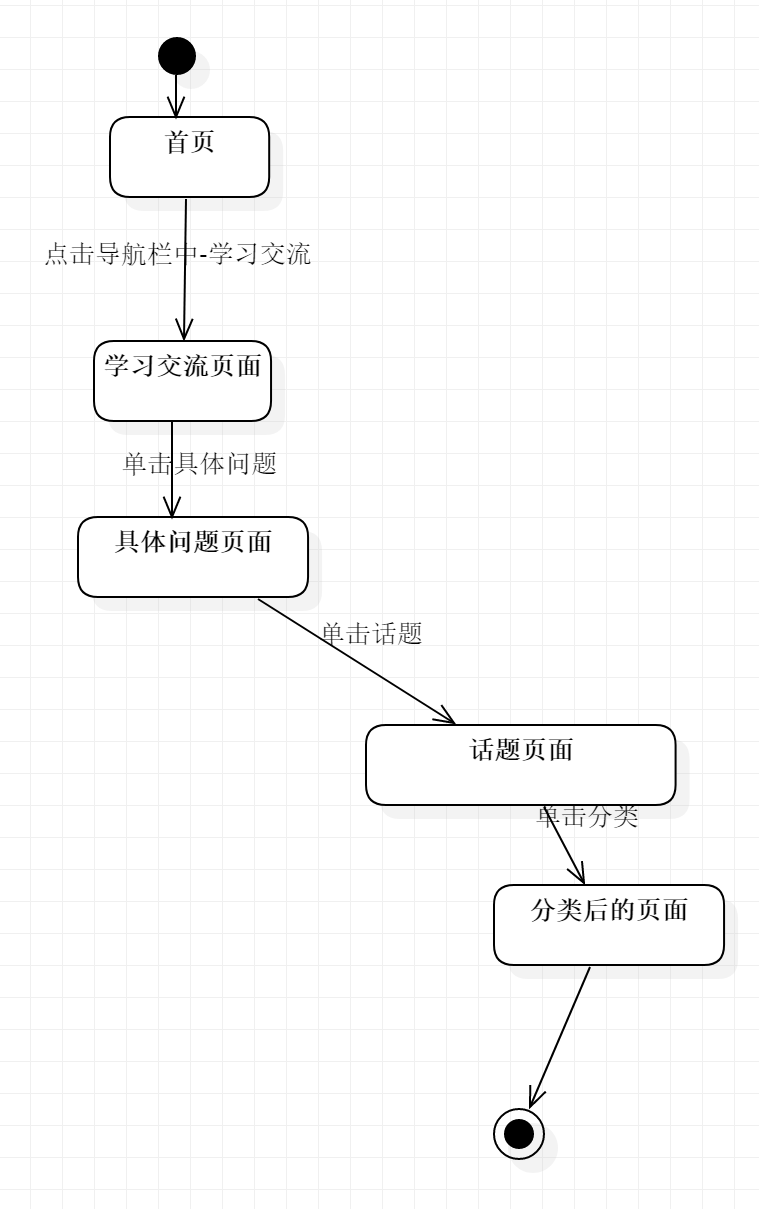 首页
点击导航栏中-学习交流
学习交流页面
单击具体问题
具体问题页面
单击话题
话题页面
单击分类
分类后的页面